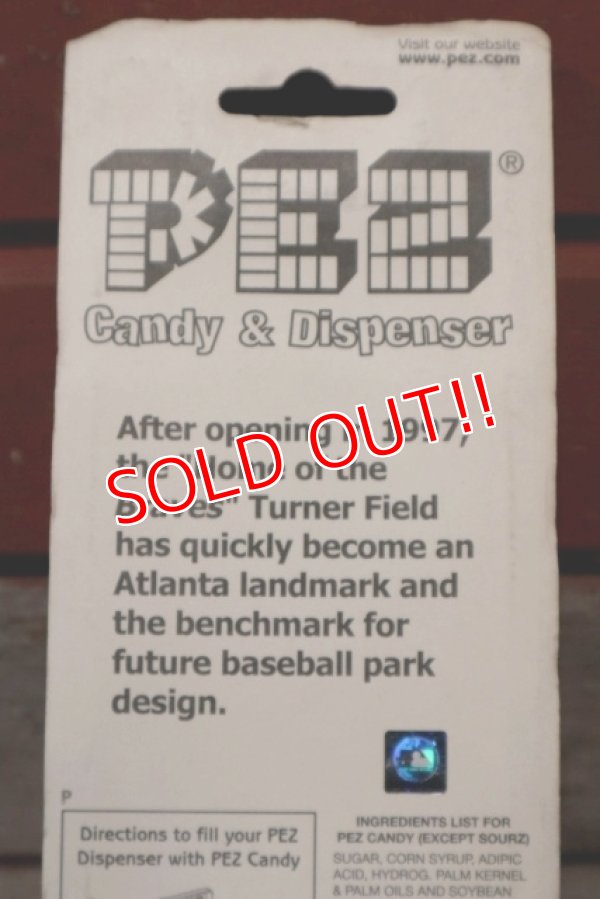 Visit our website
www.pez.com
PEZ®
Candy & Dispenser
After opening in 1997,
the "Home of the
Braves" Turner Field
has quickly become an
Atlanta landmark and
the benchmark for
future baseball park
design.
SOLD OUT!!
P
Directions to fill your PEZ
Dispenser with PEZ Candy
INGREDIENTS LIST FOR
PEZ CANDY (EXCEPT SOURZ)
SUGAR, CORN SYRUP, ADIPIC
ACID, HYDROG. PALM KERNEL
& PALM OILS AND SOYBEAN